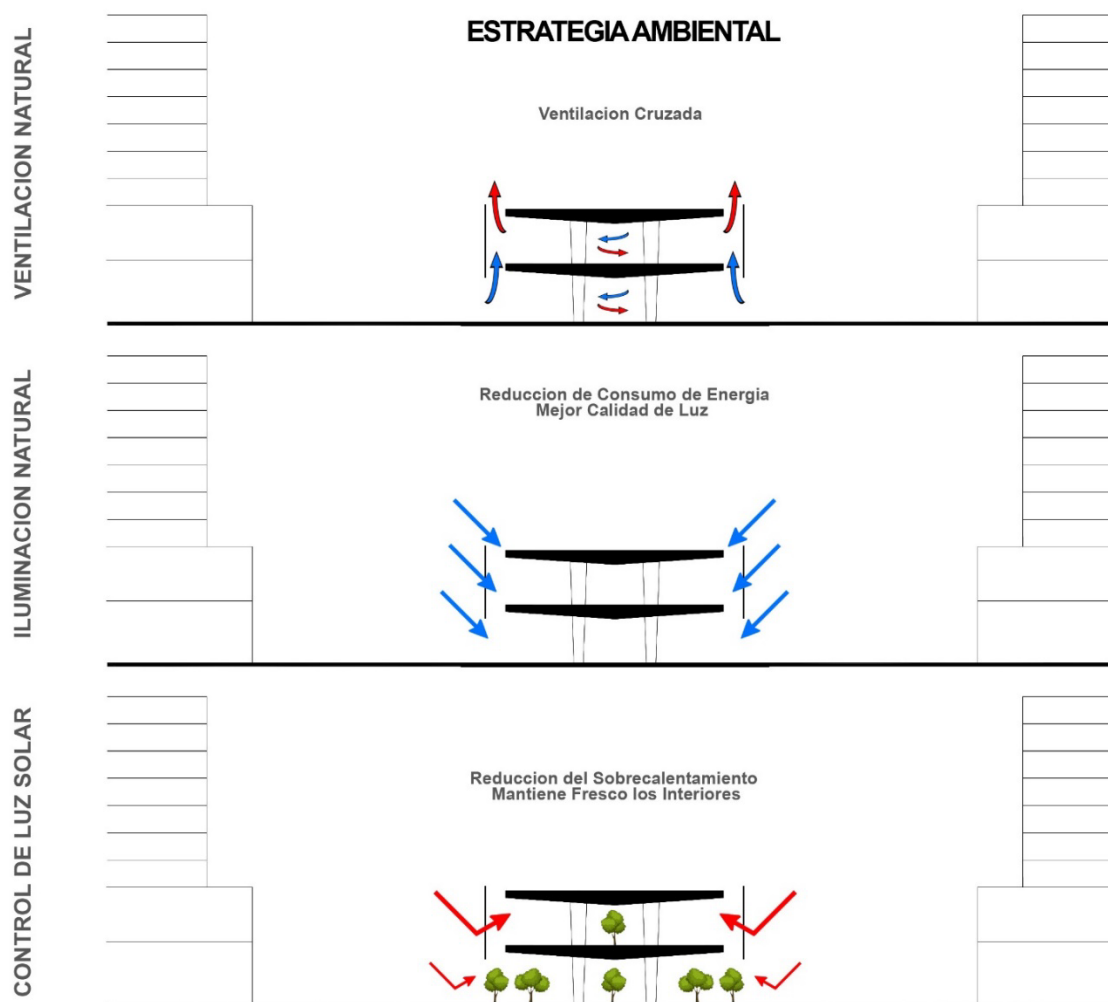 ESTRATEGIA AMBIENTAL
VENTILACION NATURAL
Ventilacion Cruzada
ILUMINACION NATURAL
Reduccion de Consumo de Energia
Mejor Calidad de Luz
CONTROL DE LUZ SOLAR
Reduccion del Sobrecalentamiento
Mantiene Fresco los Interiores